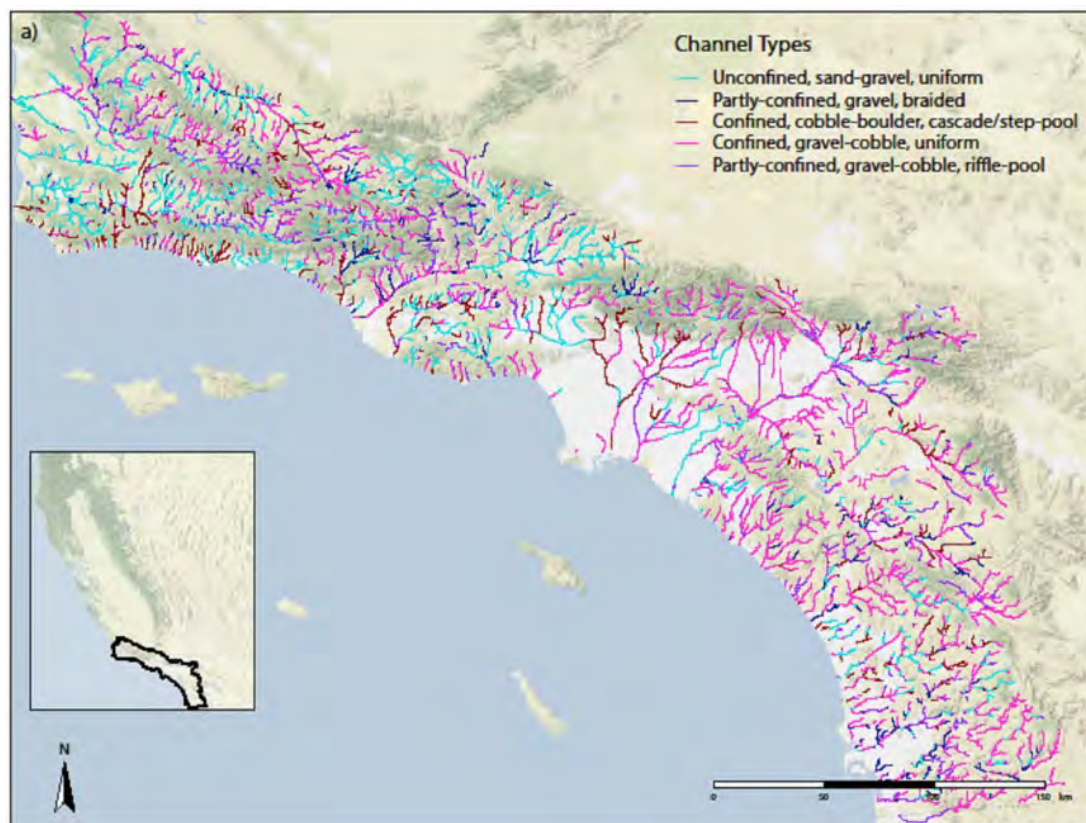 a)
Channel Types
Unconfined, sand-gravel, uniform
Partly-confined, gravel, braided
Confined, cobble-boulder, cascade/step-pool
Confined, gravel-cobble, uniform
Partly-confined, gravel-cobble, riffle-pool
N
0 50 100 150 km